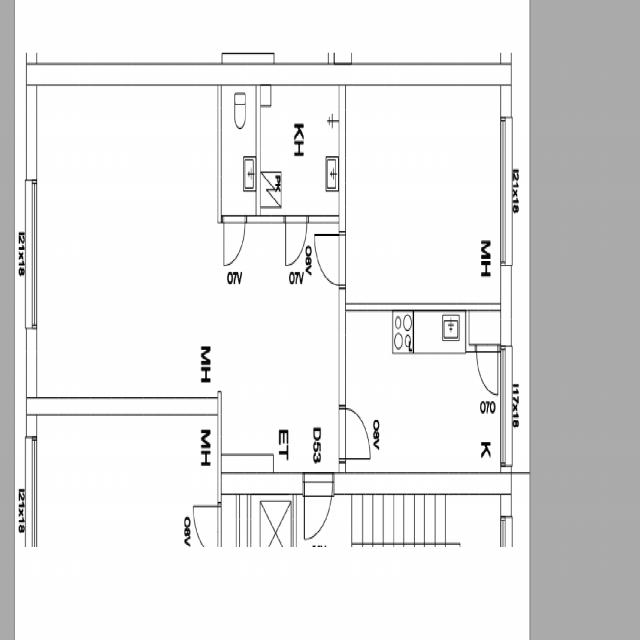 KH
PK
I21x18
I21x18
MH
07V
07V
08V
MH
070
I17x18
MH
ET
D53
08V
K
I21x18
08V